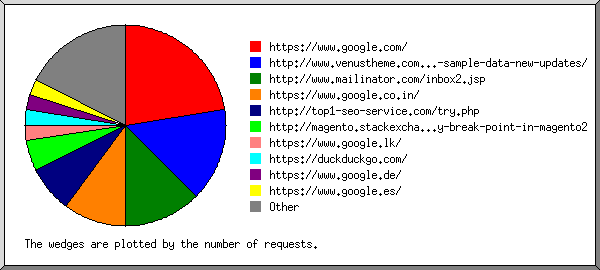 https://www.google.com/
http://www.venustheme.com...-sample-data-new-updates/
http://www.mailinator.com/inbox2.jsp
https://www.google.co.in/
http://top1-seo-service.com/try.php
http://magento.stackexcha...y-break-point-in-magento2
https://www.google.lk/
https://duckduckgo.com/
https://www.google.de/
https://www.google.es/
Other
The wedges are plotted by the number of requests.